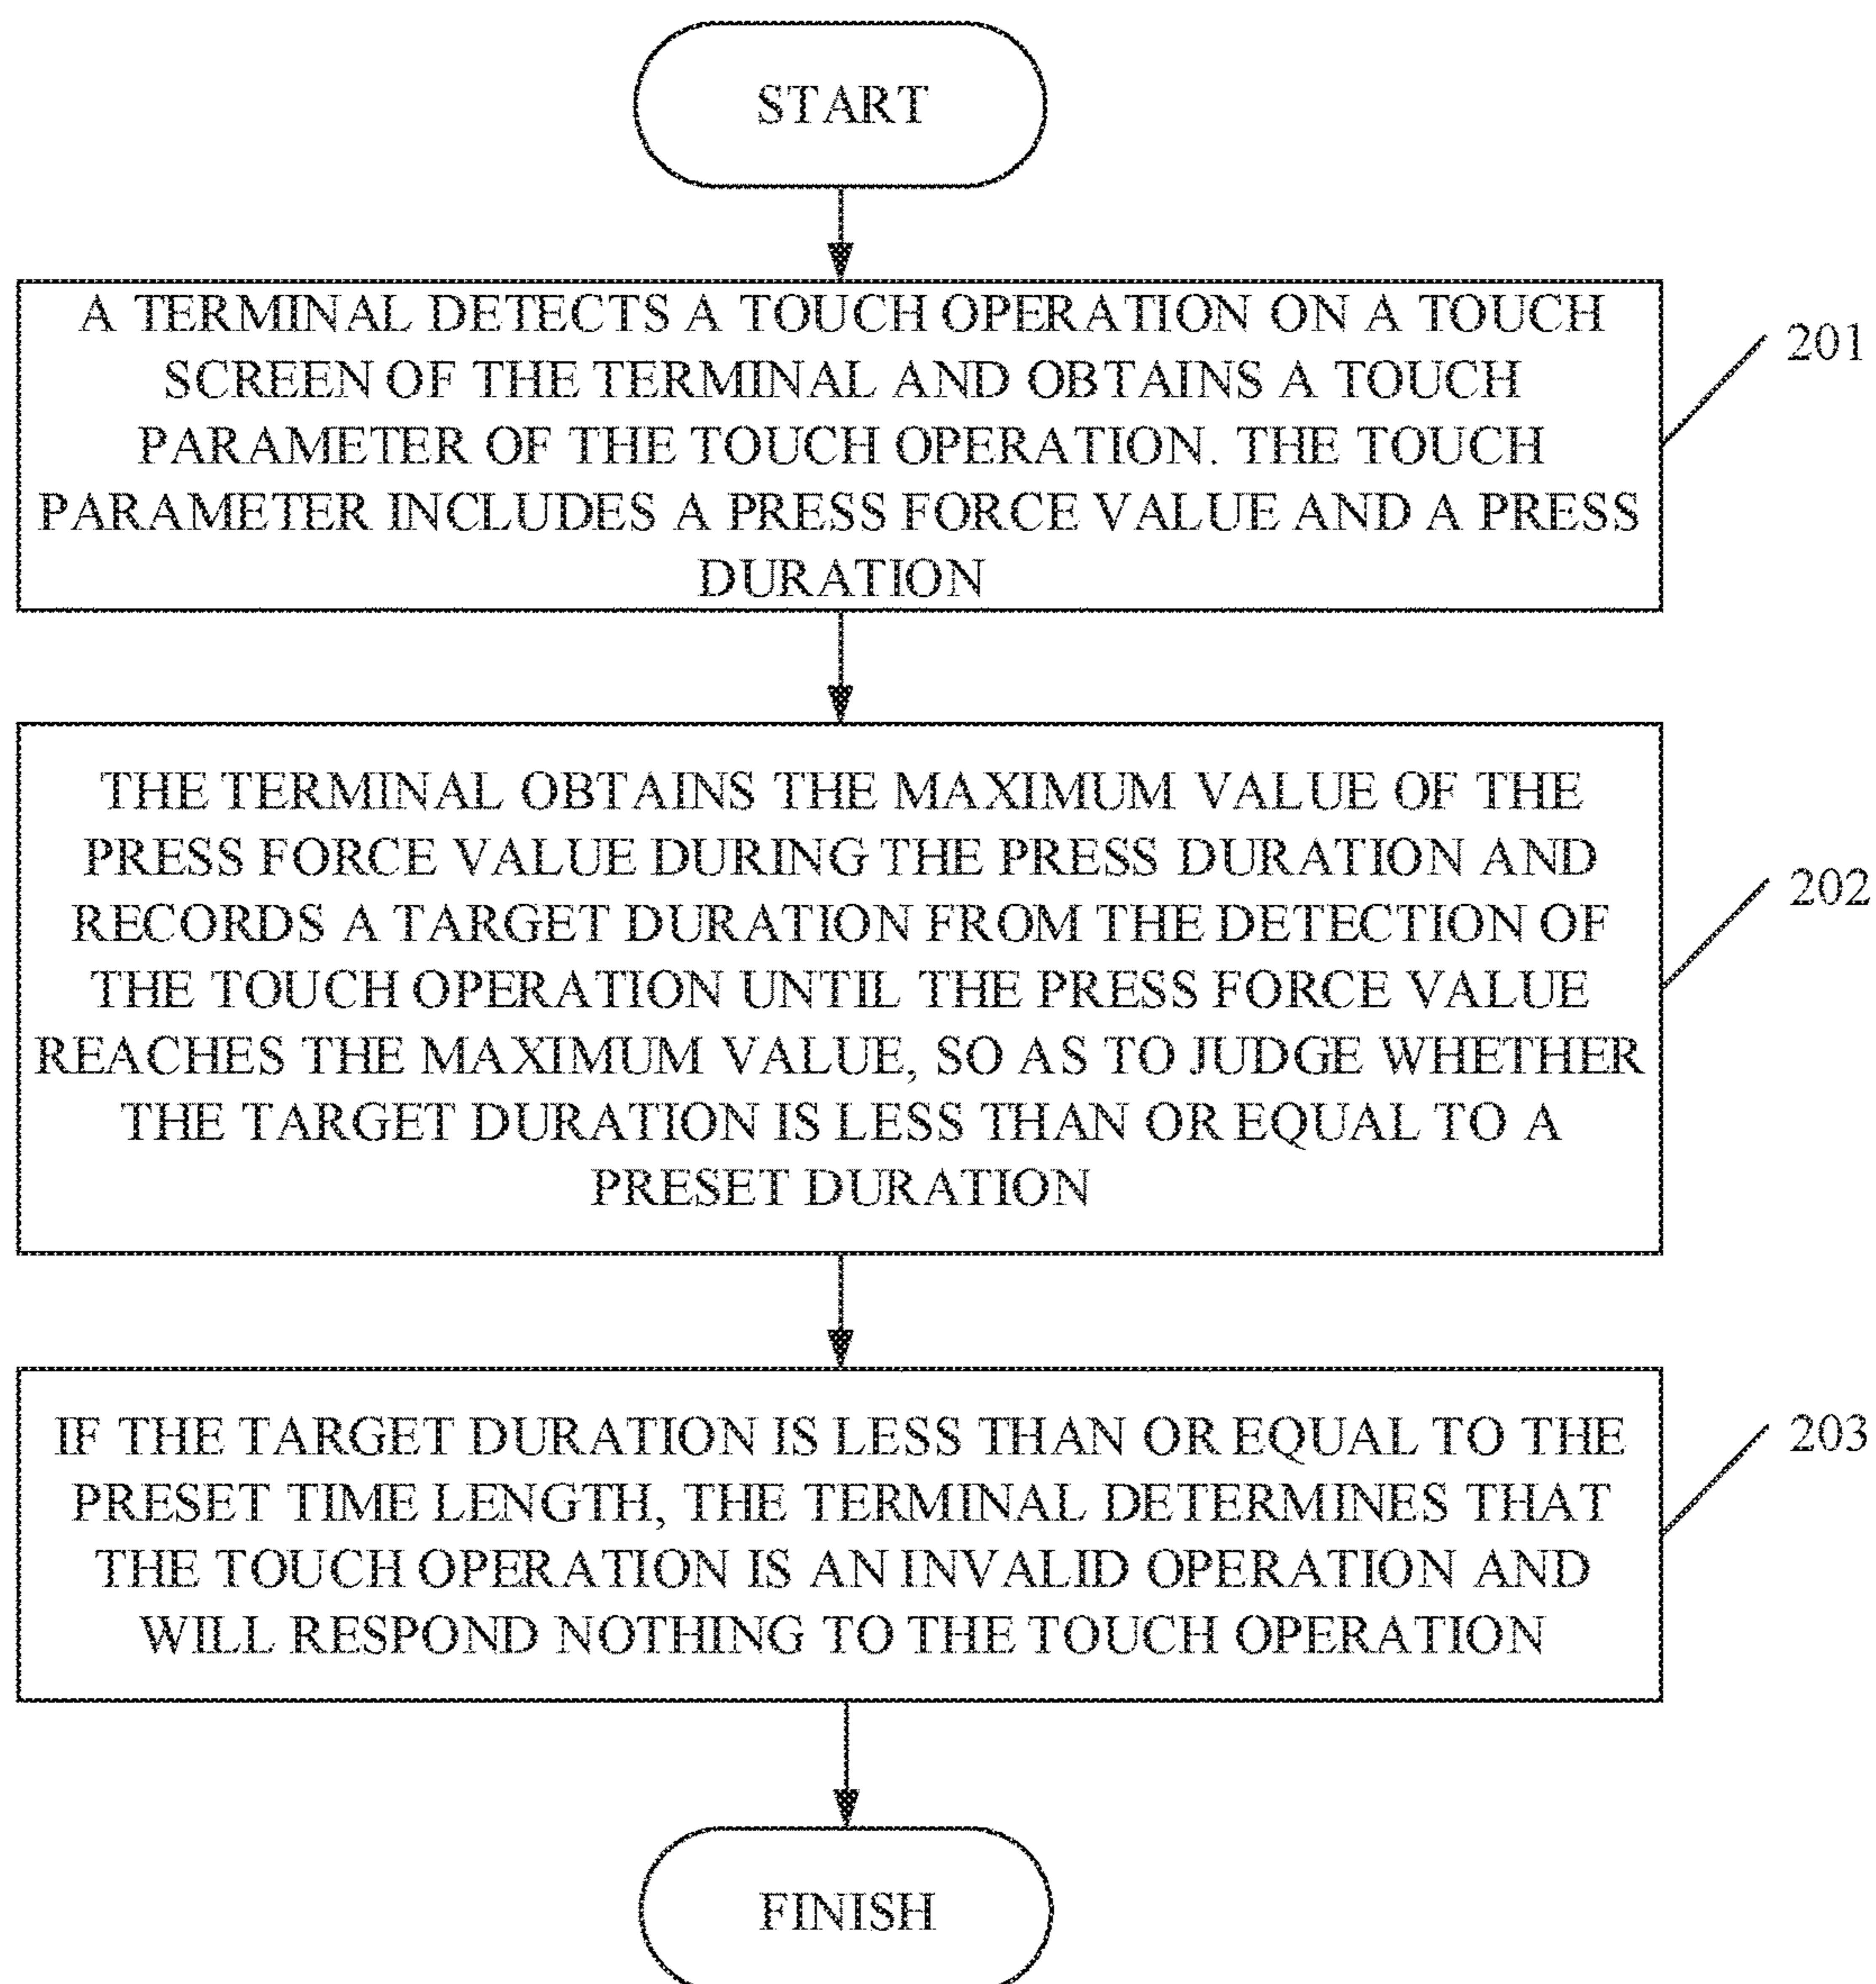 START
A TERMINAL DETECTS A TOUCH OPERATION ON A TOUCH
SCREEN OF THE TERMINAL AND OBTAINS A TOUCH
PARAMETER OF THE TOUCH OPERATION. THE TOUCH
PARAMETER INCLUDES A PRESS FORCE VALUE AND A PRESS
DURATION
201
THE TERMINAL OBTAINS THE MAXIMUM VALUE OF THE
PRESS FORCE VALUE DURING THE PRESS DURATION AND
RECORDS A TARGET DURATION FROM THE DETECTION OF
THE TOUCH OPERATION UNTIL THE PRESS FORCE VALUE
REACHES THE MAXIMUM VALUE, SO AS TO JUDGE WHETHER
THE TARGET DURATION IS LESS THAN OR EQUAL TO A
PRESET DURATION
202
IF THE TARGET DURATION IS LESS THAN OR EQUAL TO THE
PRESET TIME LENGTH, THE TERMINAL DETERMINES THAT
THE TOUCH OPERATION IS AN INVALID OPERATION AND
WILL RESPOND NOTHING TO THE TOUCH OPERATION
203
FINISH